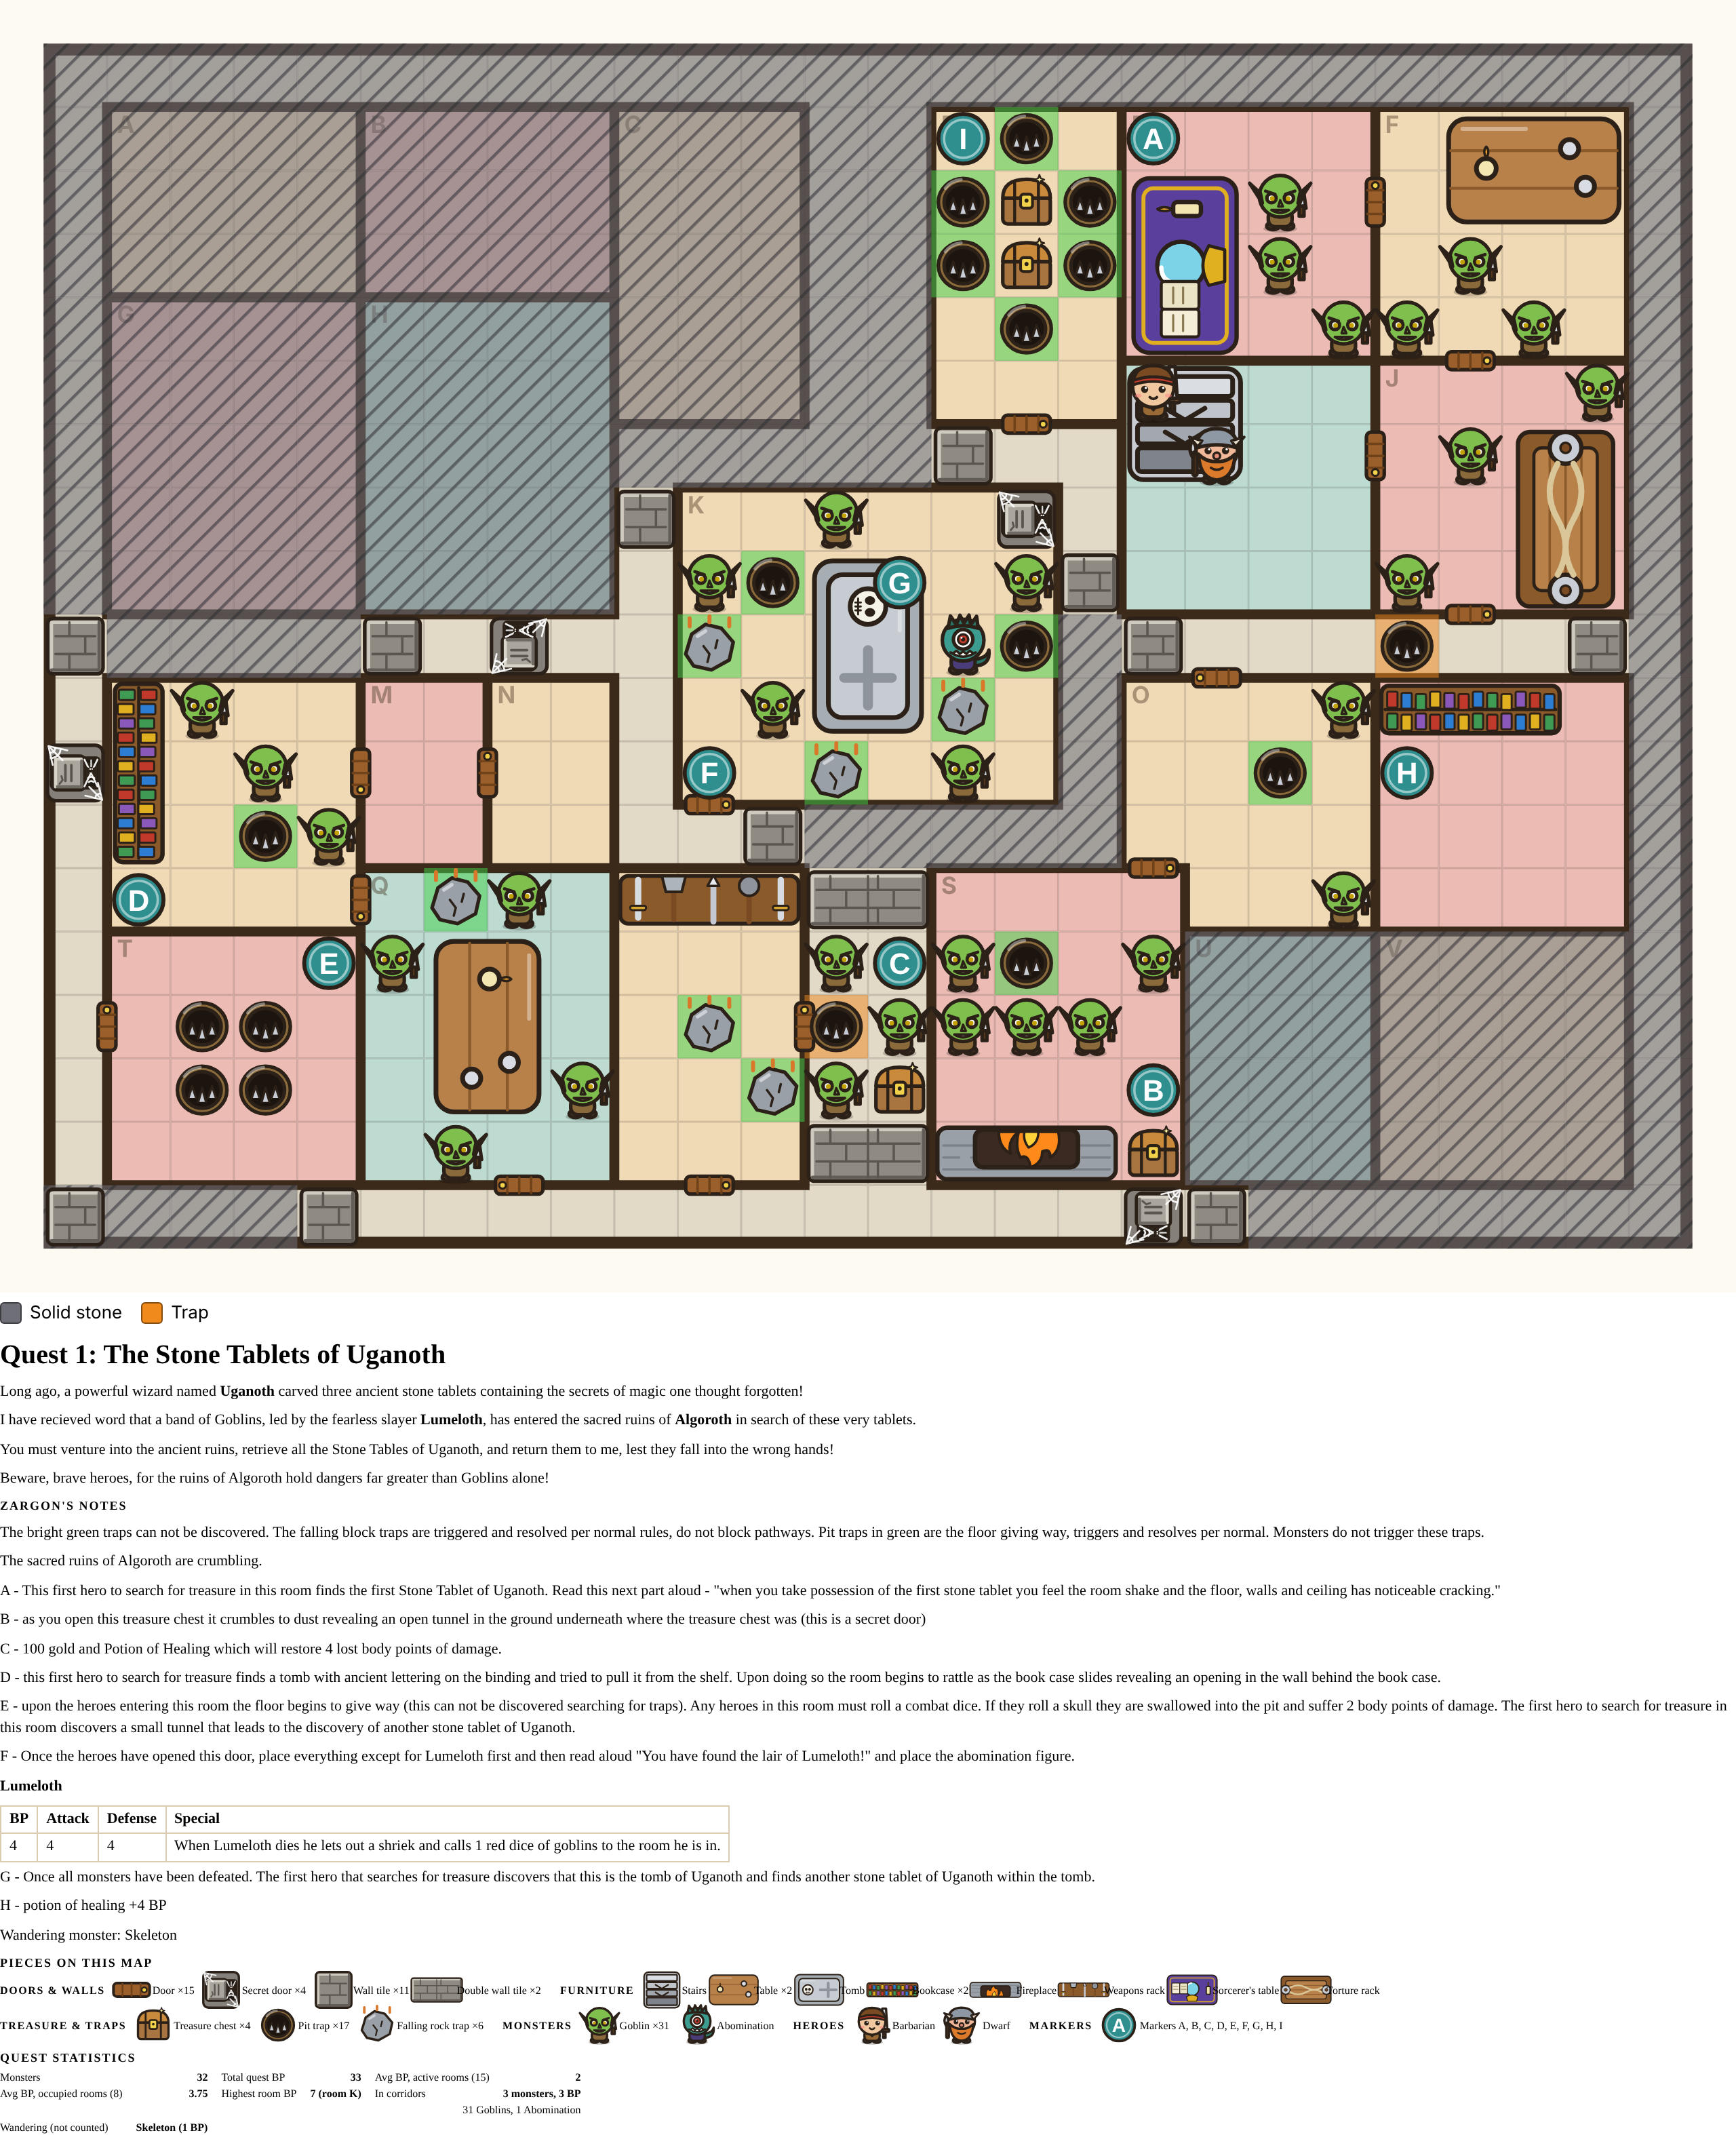 A
B
C
I
A
F
G
H
J
K
G
M
N
O
F
H
D
Q
S
T
E
C
U
V
B
Solid stone
Trap
Quest 1: The Stone Tablets of Uganoth
Long ago, a powerful wizard named Uganoth carved three ancient stone tablets containing the secrets of magic one thought forgotten!
I have recieved word that a band of Goblins, led by the fearless slayer Lumeloth, has entered the sacred ruins of Algoroth in search of these very tablets.
You must venture into the ancient ruins, retrieve all the Stone Tables of Uganoth, and return them to me, lest they fall into the wrong hands!
Beware, brave heroes, for the ruins of Algoroth hold dangers far greater than Goblins alone!
ZARGON'S NOTES
The bright green traps can not be discovered. The falling block traps are triggered and resolved per normal rules, do not block pathways. Pit traps in green are the floor giving way, triggers and resolves per normal. Monsters do not trigger these traps.
The sacred ruins of Algoroth are crumbling.
A - This first hero to search for treasure in this room finds the first Stone Tablet of Uganoth. Read this next part aloud - "when you take possession of the first stone tablet you feel the room shake and the floor, walls and ceiling has noticeable cracking."
B - as you open this treasure chest it crumbles to dust revealing an open tunnel in the ground underneath where the treasure chest was (this is a secret door)
C - 100 gold and Potion of Healing which will restore 4 lost body points of damage.
D - this first hero to search for treasure finds a tomb with ancient lettering on the binding and tried to pull it from the shelf. Upon doing so the room begins to rattle as the book case slides revealing an opening in the wall behind the book case.
E - upon the heroes entering this room the floor begins to give way (this can not be discovered searching for traps). Any heroes in this room must roll a combat dice. If they roll a skull they are swallowed into the pit and suffer 2 body points of damage. The first hero to search for treasure in
this room discovers a small tunnel that leads to the discovery of another stone tablet of Uganoth.
F - Once the heroes have opened this door, place everything except for Lumeloth first and then read aloud "You have found the lair of Lumeloth!" and place the abomination figure.
Lumeloth
BP Attack Defense Special
4 4 4 When Lumeloth dies he lets out a shriek and calls 1 red dice of goblins to the room he is in.
G - Once all monsters have been defeated. The first hero that searches for treasure discovers that this is the tomb of Uganoth and finds another stone tablet of Uganoth within the tomb.
H - potion of healing +4 BP
Wandering monster: Skeleton
PIECES ON THIS MAP
DOORS & WALLS Door ×15 Secret door ×4 Wall tile ×11 Double wall tile ×2 FURNITURE Stairs Table ×2 Tomb Bookcase ×2 Fireplace Weapons rack Sorcerer's table Torture rack
TREASURE & TRAPS Treasure chest ×4 Pit trap ×17 Falling rock trap ×6 MONSTERS Goblin ×31 Abomination HEROES Barbarian Dwarf MARKERS A Markers A, B, C, D, E, F, G, H, I
QUEST STATISTICS
Monsters 32 Total quest BP 33 Avg BP, active rooms (15) 2
Avg BP, occupied rooms (8) 3.75 Highest room BP 7 (room K) In corridors 3 monsters, 3 BP
31 Goblins, 1 Abomination
Wandering (not counted) Skeleton (1 BP)